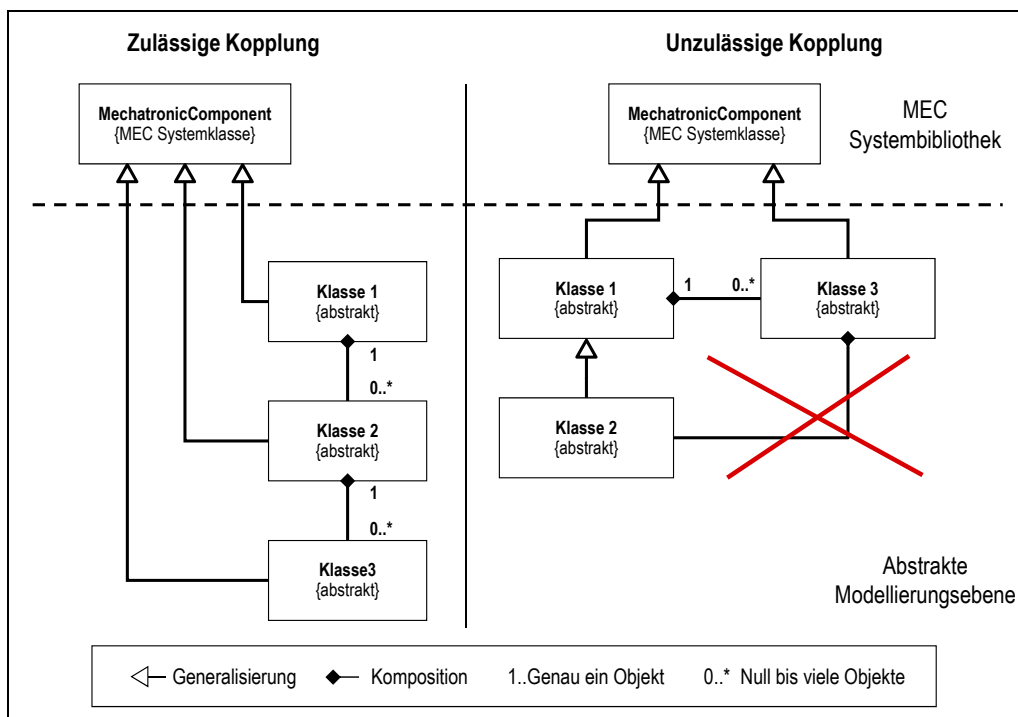 Zulässige Kopplung
MechatronicComponent
{MEC Systemklasse}
Klasse 1
{abstrakt}
1
0..*
Klasse 2
{abstrakt}
1
0..*
Klasse3
{abstrakt}
Unzulässige Kopplung
MechatronicComponent
{MEC Systemklasse}
MEC
Systembibliothek
Klasse 1
{abstrakt}
1
0..*
Klasse 3
{abstrakt}
Klasse 2
{abstrakt}
Abstrakte
Modellierungsebene
Generalisierung
Komposition
1..Genau ein Objekt
0..* Null bis viele Objekte